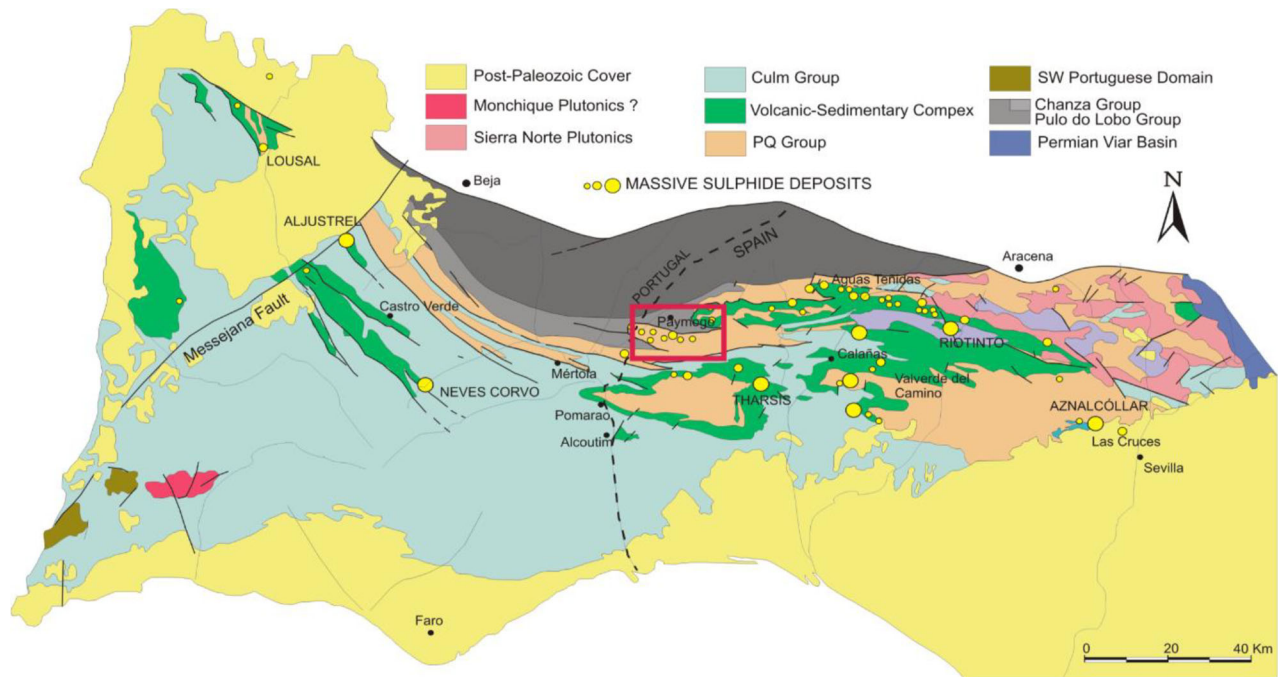 Post-Paleozoic Cover
Monchique Plutonics ?
Sierra Norte Plutonics
Culm Group
Volcanic-Sedimentary Compex
PQ Group
SW Portuguese Domain
Chanza Group
Pulo do Lobo Group
Permian Viar Basin
MASSIVE SULPHIDE DEPOSITS
N
LOUSAL
Beja
ALJUSTREL
PORTUGAL
SPAIN
Aracena
Aguas Teñidas
Messejana Fault
Castro Verde
Paymogo
RIOTINTO
Mértola
Calañas
NEVES CORVO
THARSIS
Valverde del
Camino
Pomarao
AZNALCÓLLAR
Alcoutim
Las Cruces
Sevilla
Faro
0 20 40 Km